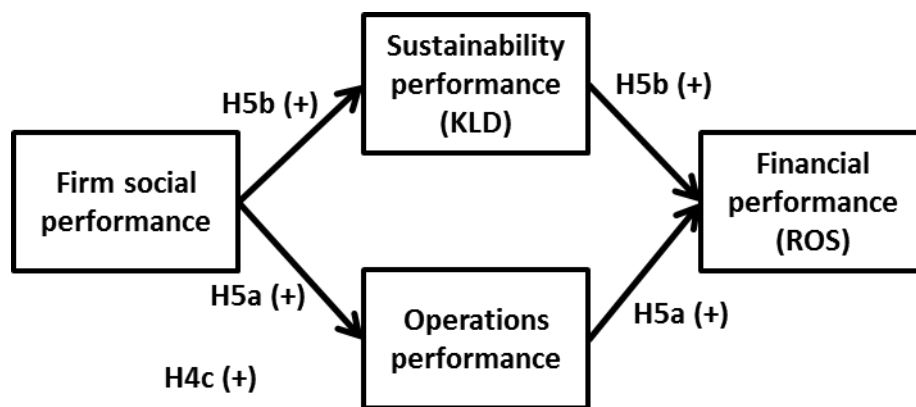 Sustainability
performance
(KLD)
H5b (+)
H5b (+)
Firm social
performance
Financial
performance
(ROS)
H5a (+)
H5a (+)
Operations
performance
H4c (+)